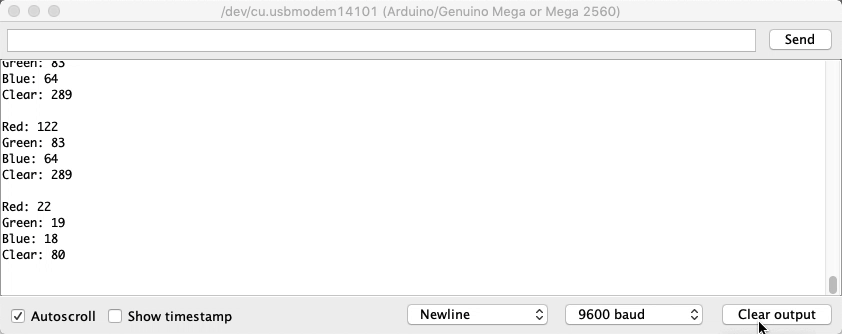 /dev/cu.usbmodem14101 (Arduino/Genuino Mega or Mega 2560)
Send
Green: 83
Blue: 64
Clear: 289
Red: 122
Green: 83
Blue: 64
Clear: 289
Red: 22
Green: 19
Blue: 18
Clear: 80
Autoscroll Show timestamp Newline 9600 baud Clear output